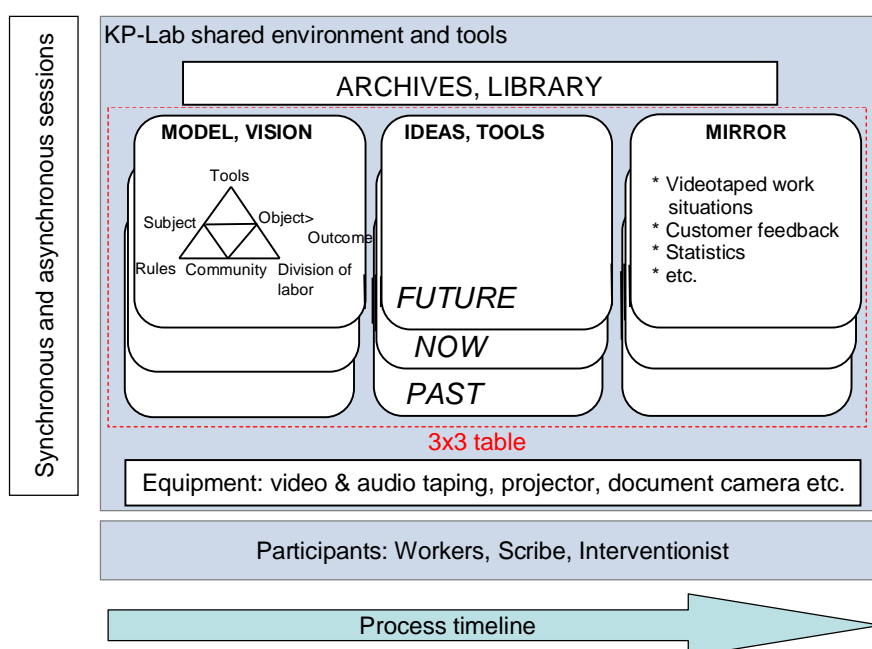 Synchronous and asynchronous sessions
KP-Lab shared environment and tools
ARCHIVES, LIBRARY
MODEL, VISION
Tools
Subject
Object>
Outcome
Rules
Community
Division of
labor
IDEAS, TOOLS
FUTURE
NOW
PAST
MIRROR
* Videotaped work
situations
* Customer feedback
* Statistics
* etc.
3x3 table
Equipment: video & audio taping, projector, document camera etc.
Participants: Workers, Scribe, Interventionist
Process timeline